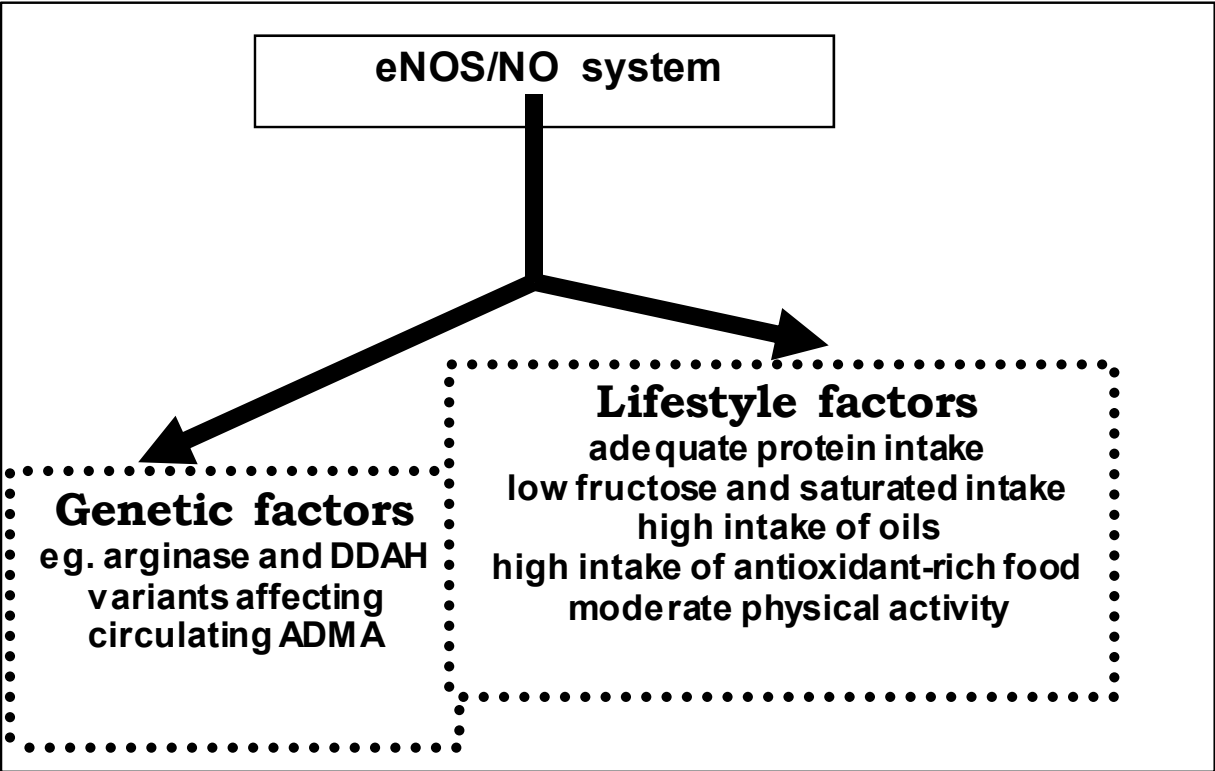 eNOS/NO system
Lifestyle factors
adequate protein intake
low fructose and saturated intake
high intake of oils
high intake of antioxidant-rich food
moderate physical activity
Genetic factors
eg. arginase and DDAH
variants affecting
circulating ADMA